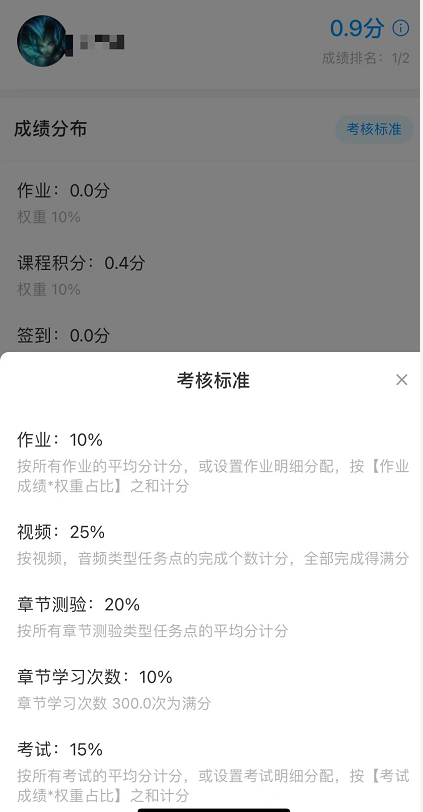 0.9分
成绩排名：1/2
成绩分布
考核标准
作业：0.0分
权重 10%
课程积分：0.4分
权重 10%
签到：0.0分
考核标准
作业：10%
按所有作业的平均分计分，或设置作业明细分配，按【作业
成绩*权重占比】之和计分
视频：25%
按视频，音频类型任务点的完成个数计分，全部完成得满分
章节测验：20%
按所有章节测验类型任务点的平均分计分
章节学习次数：10%
章节学习次数 300.0次为满分
考试：15%
按所有考试的平均分计分，或设置考试明细分配，按【考试
成绩*权重占比】之和计分